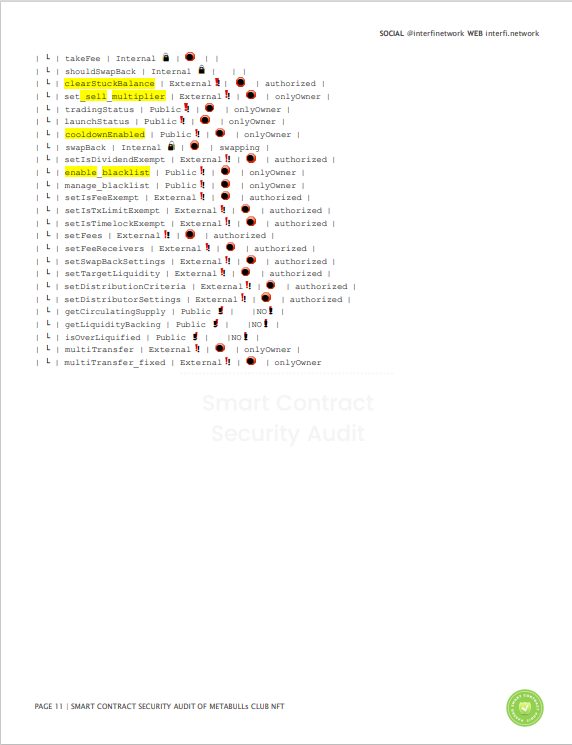 SOCIAL @interfinetwork WEB interfi.network
| └ | takeFee | Internal 🔒 | 🛑 | |
| └ | shouldSwapBack | Internal 🔒 | | |
| └ | clearStuckBalance | External ❗️ | 🛑 | authorized |
| └ | set_sell_multiplier | External ❗️ | 🛑 | onlyOwner |
| └ | tradingStatus | Public ❗️ | 🛑 | onlyOwner |
| └ | launchStatus | Public ❗️ | 🛑 | onlyOwner |
| └ | cooldownEnabled | Public ❗️ | 🛑 | onlyOwner |
| └ | swapBack | Internal 🔒 | 🛑 | swapping |
| └ | setIsDividendExempt | External ❗️ | 🛑 | authorized |
| └ | enable_blacklist | Public ❗️ | 🛑 | onlyOwner |
| └ | manage_blacklist | Public ❗️ | 🛑 | onlyOwner |
| └ | setIsFeeExempt | External ❗️ | 🛑 | authorized |
| └ | setIsTxLimitExempt | External ❗️ | 🛑 | authorized |
| └ | setIsTimelockExempt | External ❗️ | 🛑 | authorized |
| └ | setFees | External ❗️ | 🛑 | authorized |
| └ | setFeeReceivers | External ❗️ | 🛑 | authorized |
| └ | setSwapBackSettings | External ❗️ | 🛑 | authorized |
| └ | setTargetLiquidity | External ❗️ | 🛑 | authorized |
| └ | setDistributionCriteria | External ❗️ | 🛑 | authorized |
| └ | setDistributorSettings | External ❗️ | 🛑 | authorized |
| └ | getCirculatingSupply | Public ❗️ | |NO❗️ |
| └ | getLiquidityBacking | Public ❗️ | |NO❗️ |
| └ | isOverLiquified | Public ❗️ | |NO❗️ |
| └ | multiTransfer | External ❗️ | 🛑 | onlyOwner |
| └ | multiTransfer_fixed | External ❗️ | 🛑 | onlyOwner
Smart Contract
Security Audit
PAGE 11 | SMART CONTRACT SECURITY AUDIT OF METABULLs CLUB NFT